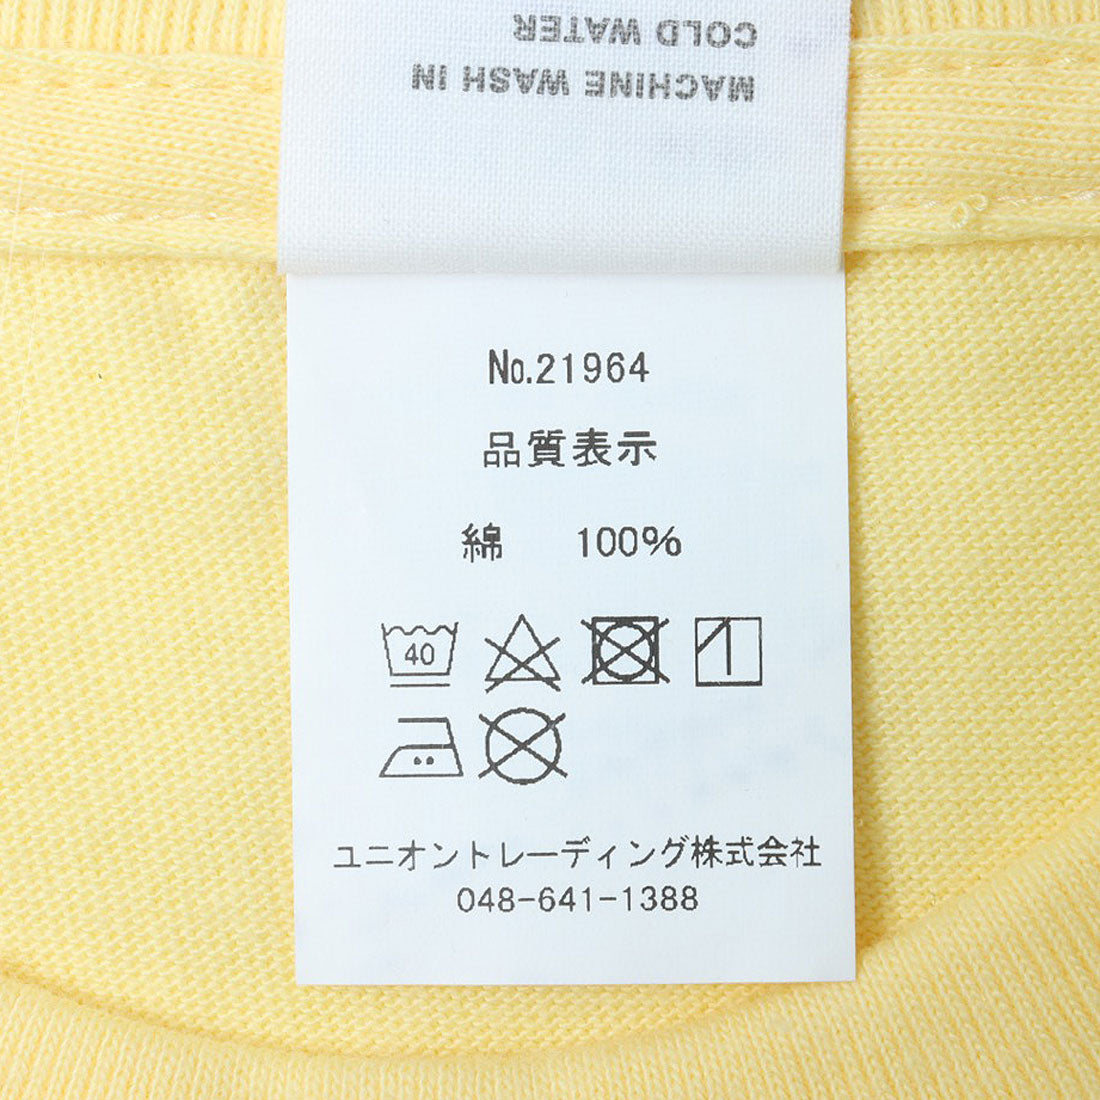 MACHINE WASH IN
COLD WATER
No.21964
品質表示
綿 100%
40
ユニオントレーディング株式会社
048-641-1388